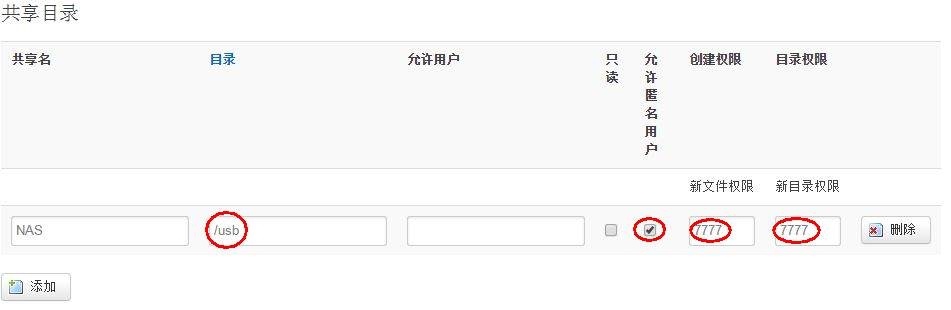 共享目录
共享名 目录 允许用户 只读 允许匿名用户 创建权限 目录权限
新文件权限 新目录权限
NAS /usb 7777 7777 删除
添加